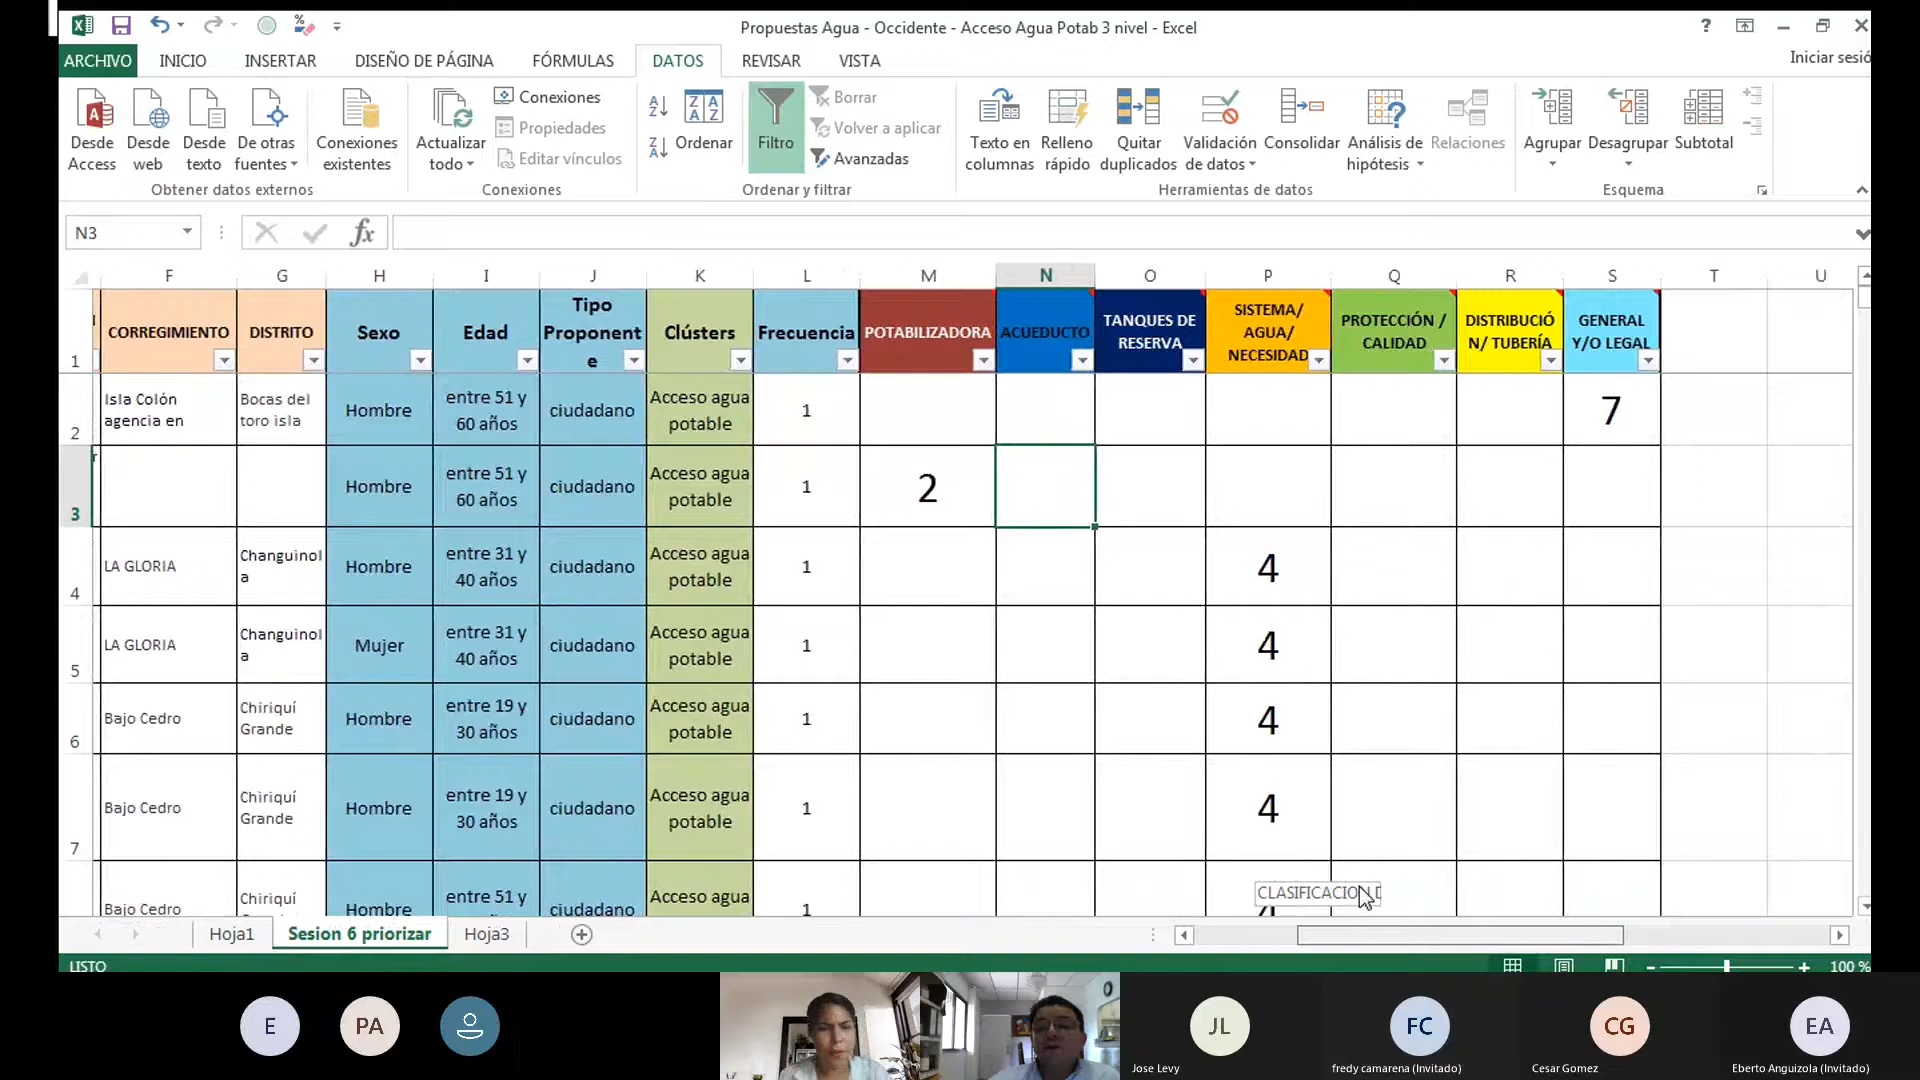 Propuestas Agua - Occidente - Acceso Agua Potab 3 nivel - Excel
?
ARCHIVO INICIO INSERTAR DISEÑO DE PÁGINA FÓRMULAS DATOS REVISAR VISTA Iniciar sesió
Desde Access
Desde web
Desde texto
De otras fuentes
Conexiones existentes
Obtener datos externos
Actualizar todo
Conexiones
Propiedades
Editar vínculos
Conexiones
Ordenar
Filtro
Borrar
Volver a aplicar
Avanzadas
Ordenar y filtrar
Texto en columnas
Relleno rápido
Quitar duplicados
Validación de datos
Consolidar
Análisis de hipótesis
Relaciones
Herramientas de datos
Agrupar
Desagrupar
Subtotal
Esquema
N3 fx
F G H I J K L M N O P Q R S T U
1 CORREGIMIENTO DISTRITO Sexo Edad Tipo Proponente Clústers Frecuencia POTABILIZADORA ACUEDUCTO TANQUES DE RESERVA SISTEMA/ AGUA/ NECESIDAD PROTECCIÓN / CALIDAD DISTRIBUCIÓN/ TUBERÍA GENERAL Y/O LEGAL
2 Isla Colón agencia en Bocas del toro isla Hombre entre 51 y 60 años ciudadano Acceso agua potable 1 7
3 Hombre entre 51 y 60 años ciudadano Acceso agua potable 1 2
4 LA GLORIA Changuinola Hombre entre 31 y 40 años ciudadano Acceso agua potable 1 4
5 LA GLORIA Changuinola Mujer entre 31 y 40 años ciudadano Acceso agua potable 1 4
6 Bajo Cedro Chiriquí Grande Hombre entre 19 y 30 años ciudadano Acceso agua potable 1 4
7 Bajo Cedro Chiriquí Grande Hombre entre 19 y 30 años ciudadano Acceso agua potable 1 4
Bajo Cedro Chiriquí Hombre entre 51 y ciudadano Acceso agua 1
CLASIFICACION D
Hoja1 Sesion 6 priorizar Hoja3
LISTO 100 %
E PA JL FC CG EA
Jose Levy fredy camarena (Invitado) Cesar Gomez Eberto Anguizola (Invitado)